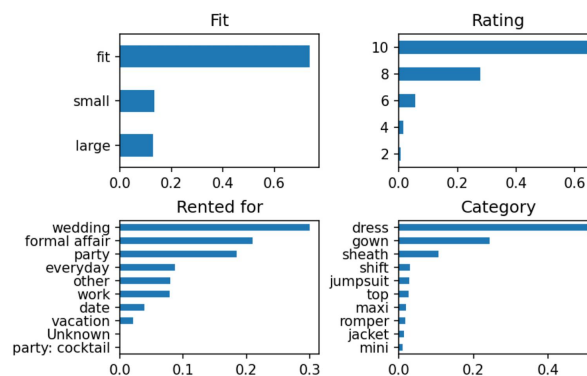 Fit
fit
small
large
0.0 0.2 0.4 0.6
Rating
10
8
6
4
2
0.0 0.2 0.4 0.6
Rented for
wedding
formal affair
party
everyday
other
work
date
vacation
Unknown
party: cocktail
0.0 0.1 0.2 0.3
Category
dress
gown
sheath
shift
jumpsuit
top
maxi
romper
jacket
mini
0.0 0.2 0.4